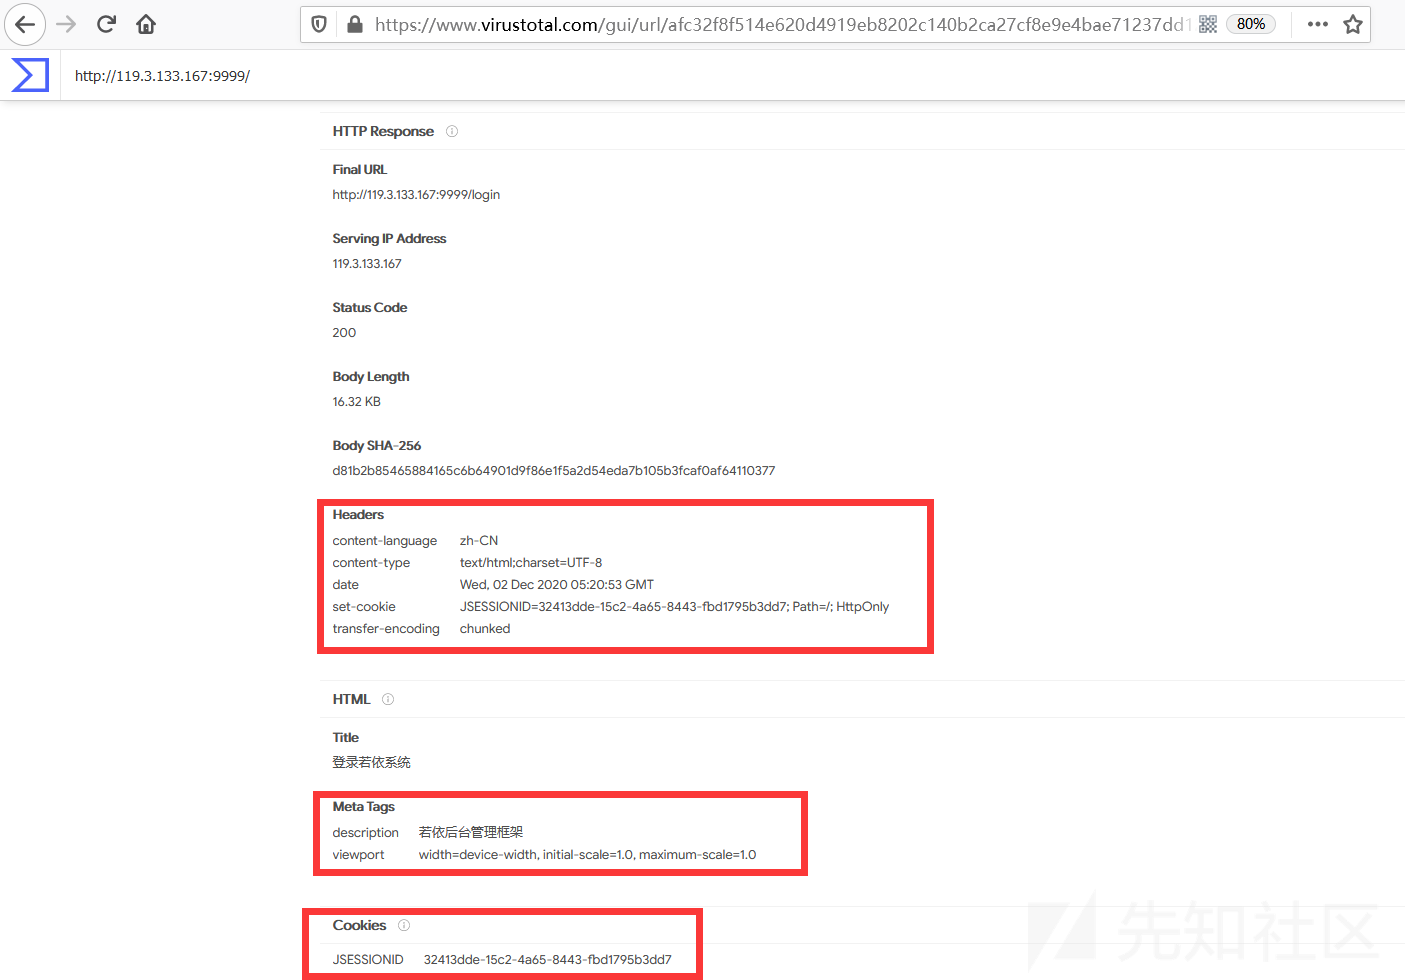 https://www.virustotal.com/gui/url/afc32f8f514e620d4919eb8202c140b2ca27cf8e9e4bae71237dd1 80%
http://119.3.133.167:9999/
HTTP Response
Final URL
http://119.3.133.167:9999/login
Serving IP Address
119.3.133.167
Status Code
200
Body Length
16.32 KB
Body SHA-256
d81b2b85465884165c6b64901d9f86e1f5a2d54eda7b105b3fcaf0af64110377
Headers
content-language zh-CN
content-type text/html;charset=UTF-8
date Wed, 02 Dec 2020 05:20:53 GMT
set-cookie JSESSIONID=32413dde-15c2-4a65-8443-fbd1795b3dd7; Path=/; HttpOnly
transfer-encoding chunked
HTML
Title
登录若依系统
Meta Tags
description 若依后台管理框架
viewport width=device-width, initial-scale=1.0, maximum-scale=1.0
Cookies
JSESSIONID 32413dde-15c2-4a65-8443-fbd1795b3dd7
先知社区